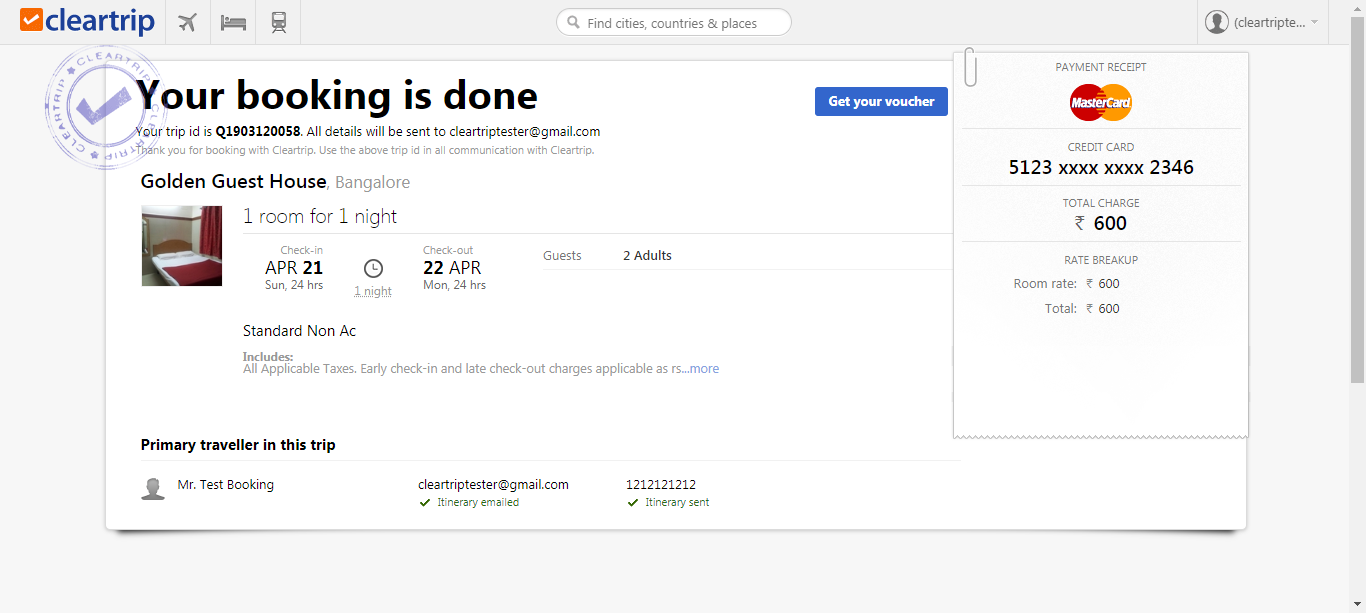 cleartrip
Find cities, countries & places
(cleartripte...
CLEARTRIP CLEARTRIP CLEARTRIP
Your booking is done
Get your voucher
Your trip id is Q1903120058. All details will be sent to cleartriptester@gmail.com
Thank you for booking with Cleartrip. Use the above trip id in all communication with Cleartrip.
Golden Guest House, Bangalore
1 room for 1 night
Check-in
APR 21
Sun, 24 hrs
1 night
Check-out
22 APR
Mon, 24 hrs
Guests 2 Adults
Standard Non Ac
Includes:
All Applicable Taxes. Early check-in and late check-out charges applicable as rs...more
Primary traveller in this trip
Mr. Test Booking
cleartriptester@gmail.com
Itinerary emailed
1212121212
Itinerary sent
PAYMENT RECEIPT
MasterCard
CREDIT CARD
5123 xxxx xxxx 2346
TOTAL CHARGE
₹ 600
RATE BREAKUP
Room rate: ₹ 600
Total: ₹ 600